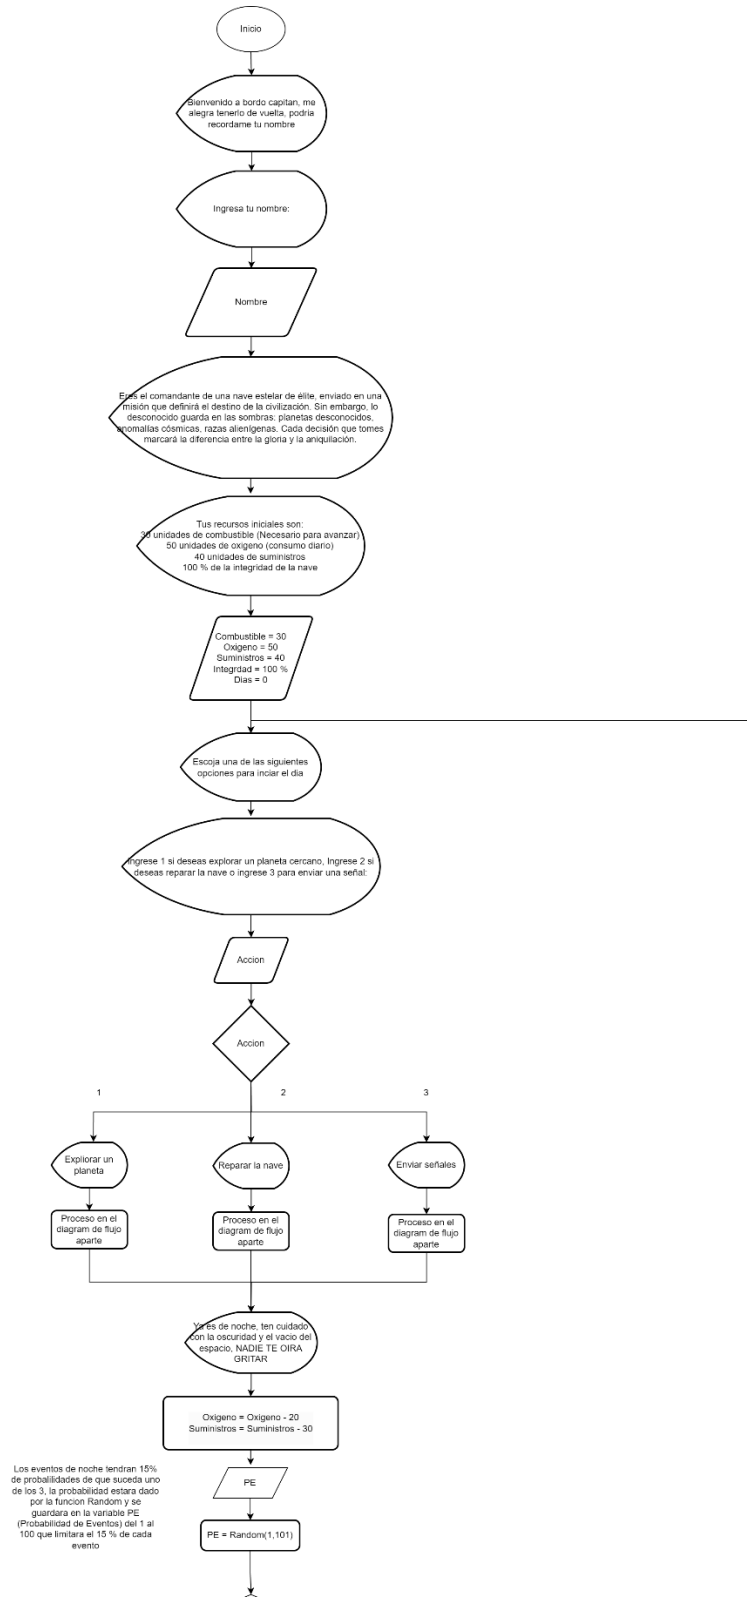 Inicio
Bienvenido a bordo capitan, me
alegra tenerlo de vuelta, podria
recordame tu nombre
Ingresa tu nombre:
Nombre
Eres el comandante de una nave estelar de élite, enviado en una
misión que definirá el destino de la civilización. Sin embargo, lo
desconocido guarda en las sombras: planetas desconocidos,
anomalías cósmicas, razas alienígenas. Cada decisión que tomes
marcará la diferencia entre la gloria y la aniquilación.
Tus recursos iniciales son:
30 unidades de combustible (Necesario para avanzar)
50 unidades de oxigeno (consumo diario)
40 unidades de suministros
100 % de la integridad de la nave
Combustible = 30
Oxigeno = 50
Suministros = 40
Integrdad = 100 %
Dias = 0
Escoja una de las siguientes
opciones para inciar el dia
Ingrese 1 si deseas explorar un planeta cercano, Ingrese 2 si
deseas reparar la nave o ingrese 3 para enviar una señal:
Accion
Accion
1
2
3
Expliorar un
planeta
Reparar la nave
Enviar señales
Proceso en el
diagram de flujo
aparte
Proceso en el
diagram de flujo
aparte
Proceso en el
diagram de flujo
aparte
Ya es de noche, ten cuidado
con la oscuridad y el vacio del
espacio, NADIE TE OIRA
GRITAR
Oxigeno = Oxigeno - 20
Suministros = Suministros - 30
Los eventos de noche tendran 15%
de probalilidades de que suceda uno
de los 3, la probabilidad estara dado
por la funcion Random y se
guardara en la variable PE
(Probabilidad de Eventos) del 1 al
100 que limitara el 15 % de cada
evento
PE
PE = Random(1,101)